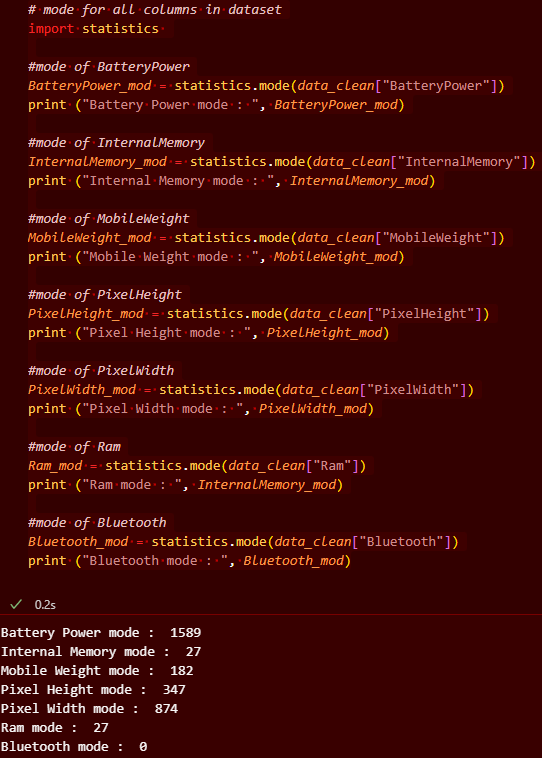 # mode for all columns in dataset
import statistics
#mode of BatteryPower
BatteryPower_mod = statistics.mode(data_clean["BatteryPower"])
print ("Battery Power mode : ", BatteryPower_mod)
#mode of InternalMemory
InternalMemory_mod = statistics.mode(data_clean["InternalMemory"])
print ("Internal Memory mode : ", InternalMemory_mod)
#mode of MobileWeight
MobileWeight_mod = statistics.mode(data_clean["MobileWeight"])
print ("Mobile Weight mode : ", MobileWeight_mod)
#mode of PixelHeight
PixelHeight_mod = statistics.mode(data_clean["PixelHeight"])
print ("Pixel Height mode : ", PixelHeight_mod)
#mode of PixelWidth
PixelWidth_mod = statistics.mode(data_clean["PixelWidth"])
print ("Pixel Width mode : ", PixelWidth_mod)
#mode of Ram
Ram_mod = statistics.mode(data_clean["Ram"])
print ("Ram mode : ", InternalMemory_mod)
#mode of Bluetooth
Bluetooth_mod = statistics.mode(data_clean["Bluetooth"])
print ("Bluetooth mode : ", Bluetooth_mod)
0.2s
Battery Power mode :  1589
Internal Memory mode :  27
Mobile Weight mode :  182
Pixel Height mode :  347
Pixel Width mode :  874
Ram mode :  27
Bluetooth mode :  0